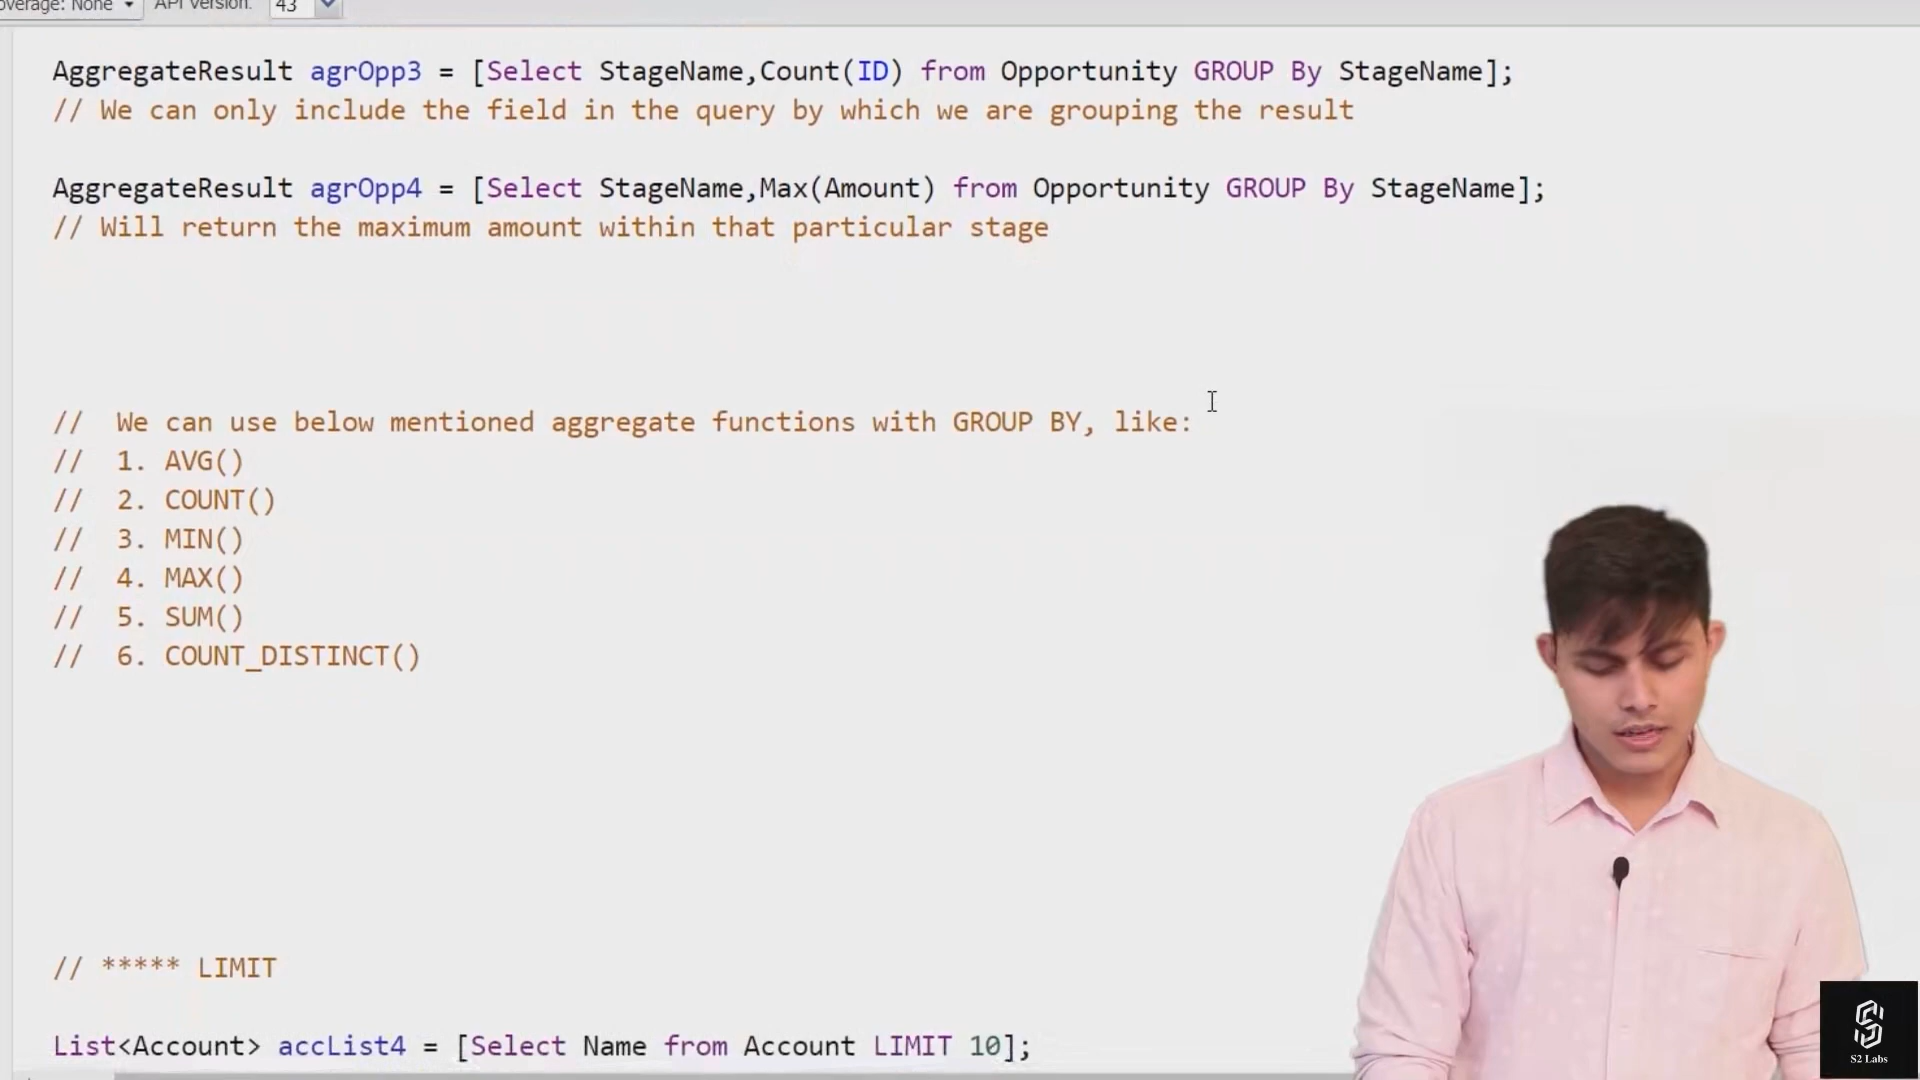 overage: None API Version: 43
AggregateResult agrOpp3 = [Select StageName,Count(ID) from Opportunity GROUP By StageName];
// We can only include the field in the query by which we are grouping the result
AggregateResult agrOpp4 = [Select StageName,Max(Amount) from Opportunity GROUP By StageName];
// Will return the maximum amount within that particular stage
// We can use below mentioned aggregate functions with GROUP BY, like:
// 1. AVG()
// 2. COUNT()
// 3. MIN()
// 4. MAX()
// 5. SUM()
// 6. COUNT_DISTINCT()
// ***** LIMIT
List<Account> accList4 = [Select Name from Account LIMIT 10];
S2 Labs